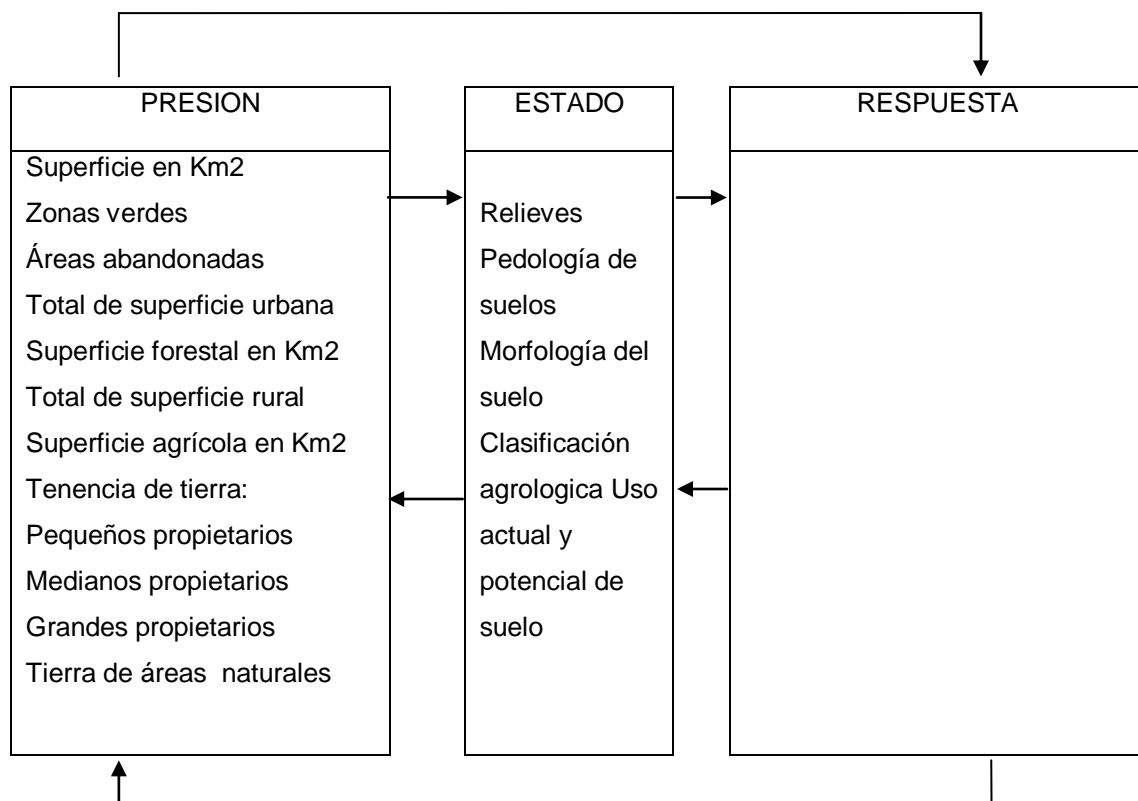 PRESION
Superficie en Km2
Zonas verdes
Áreas abandonadas
Total de superficie urbana
Superficie forestal en Km2
Total de superficie rural
Superficie agrícola en Km2
Tenencia de tierra:
Pequeños propietarios
Medianos propietarios
Grandes propietarios
Tierra de áreas naturales
ESTADO
Relieves
Pedología de
suelos
Morfología del
suelo
Clasificación
agrologica Uso
actual y
potencial de
suelo
RESPUESTA